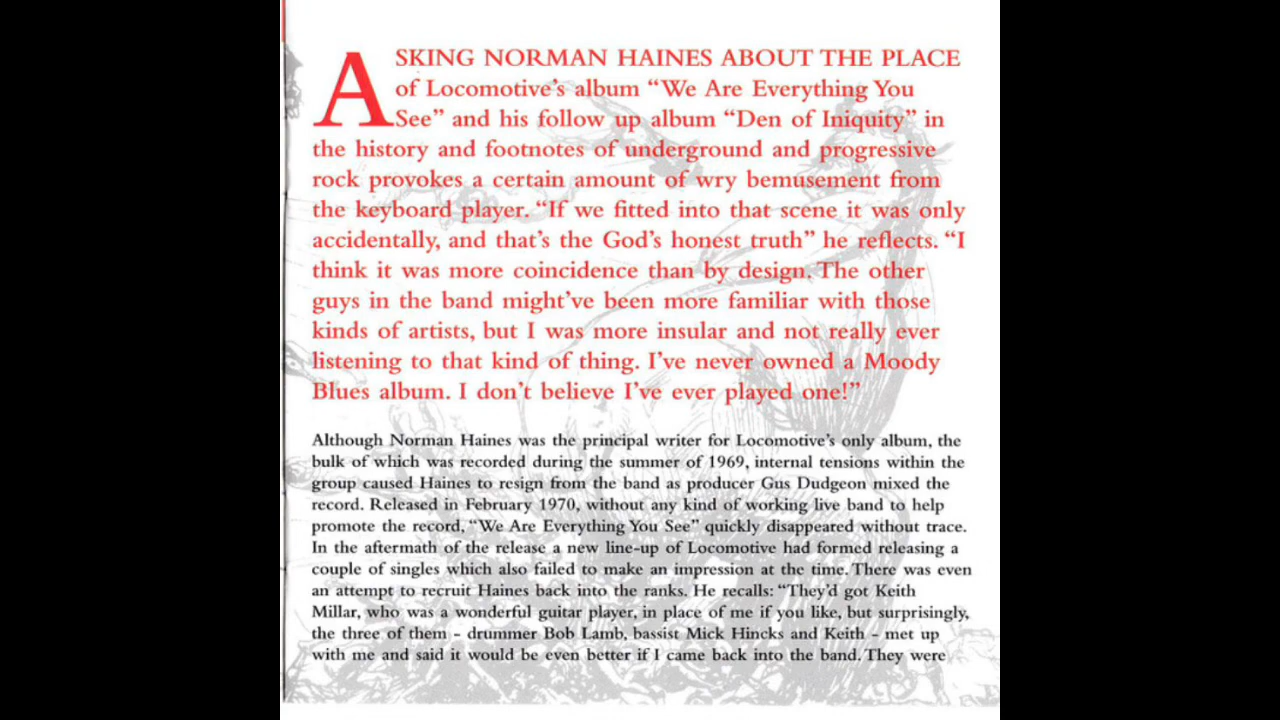 ASKING NORMAN HAINES ABOUT THE PLACE
of Locomotive's album “We Are Everything You
See” and his follow up album “Den of Iniquity” in
the history and footnotes of underground and progressive
rock provokes a certain amount of wry bemusement from
the keyboard player. “If we fitted into that scene it was only
accidentally, and that's the God's honest truth” he reflects. “I
think it was more coincidence than by design. The other
guys in the band might've been more familiar with those
kinds of artists, but I was more insular and not really ever
listening to that kind of thing. I've never owned a Moody
Blues album. I don't believe I've ever played one!”
Although Norman Haines was the principal writer for Locomotive's only album, the
bulk of which was recorded during the summer of 1969, internal tensions within the
group caused Haines to resign from the band as producer Gus Dudgeon mixed the
record. Released in February 1970, without any kind of working live band to help
promote the record, “We Are Everything You See” quickly disappeared without trace.
In the aftermath of the release a new line-up of Locomotive had formed releasing a
couple of singles which also failed to make an impression at the time. There was even
an attempt to recruit Haines back into the ranks. He recalls: “They'd got Keith
Millar, who was a wonderful guitar player, in place of me if you like, but surprisingly,
the three of them - drummer Bob Lamb, bassist Mick Hincks and Keith - met up
with me and said it would be even better if I came back into the band. They were